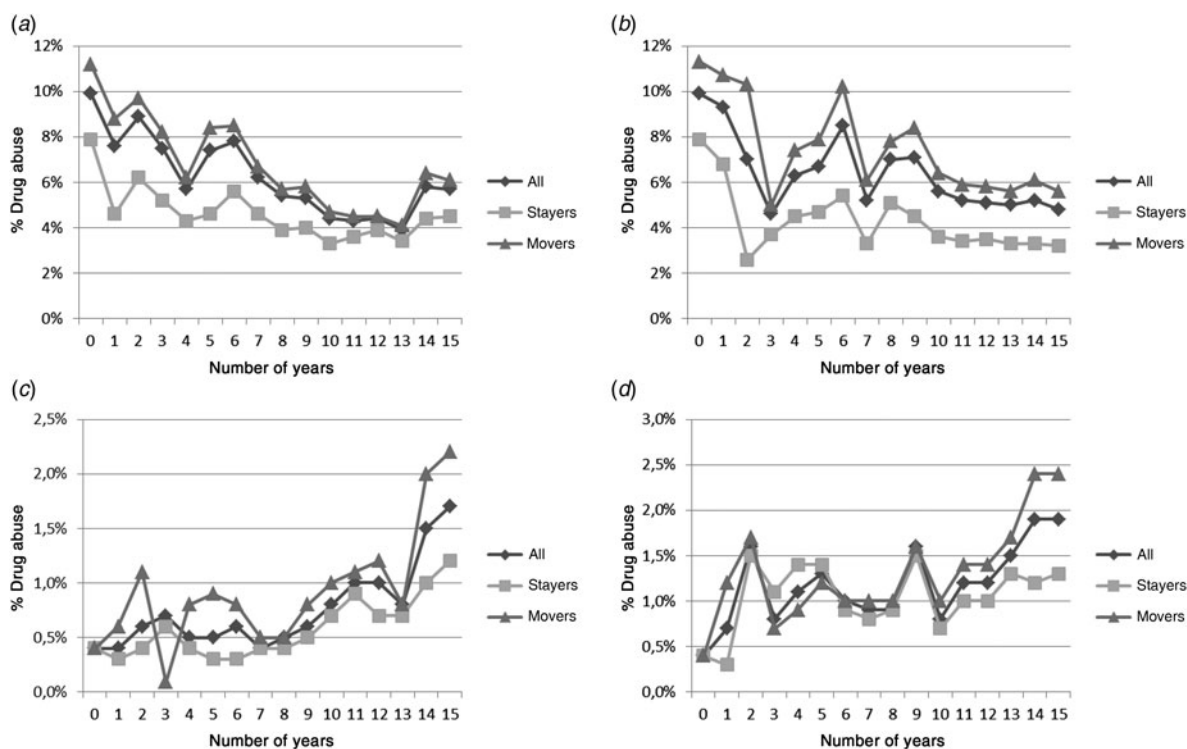 (a)
12%
10%
8%
6%
4%
2%
0%
% Drug abuse
0 1 2 3 4 5 6 7 8 9 10 11 12 13 14 15
Number of years
All
Stayers
Movers
(b)
12%
10%
8%
6%
4%
2%
0%
% Drug abuse
0 1 2 3 4 5 6 7 8 9 10 11 12 13 14 15
Number of years
All
Stayers
Movers
(c)
2,5%
2,0%
1,5%
1,0%
0,5%
0,0%
% Drug abuse
0 1 2 3 4 5 6 7 8 9 10 11 12 13 14 15
Number of years
All
Stayers
Movers
(d)
3,0%
2,5%
2,0%
1,5%
1,0%
0,5%
0,0%
% Drug abuse
0 1 2 3 4 5 6 7 8 9 10 11 12 13 14 15
Number of years
All
Stayers
Movers